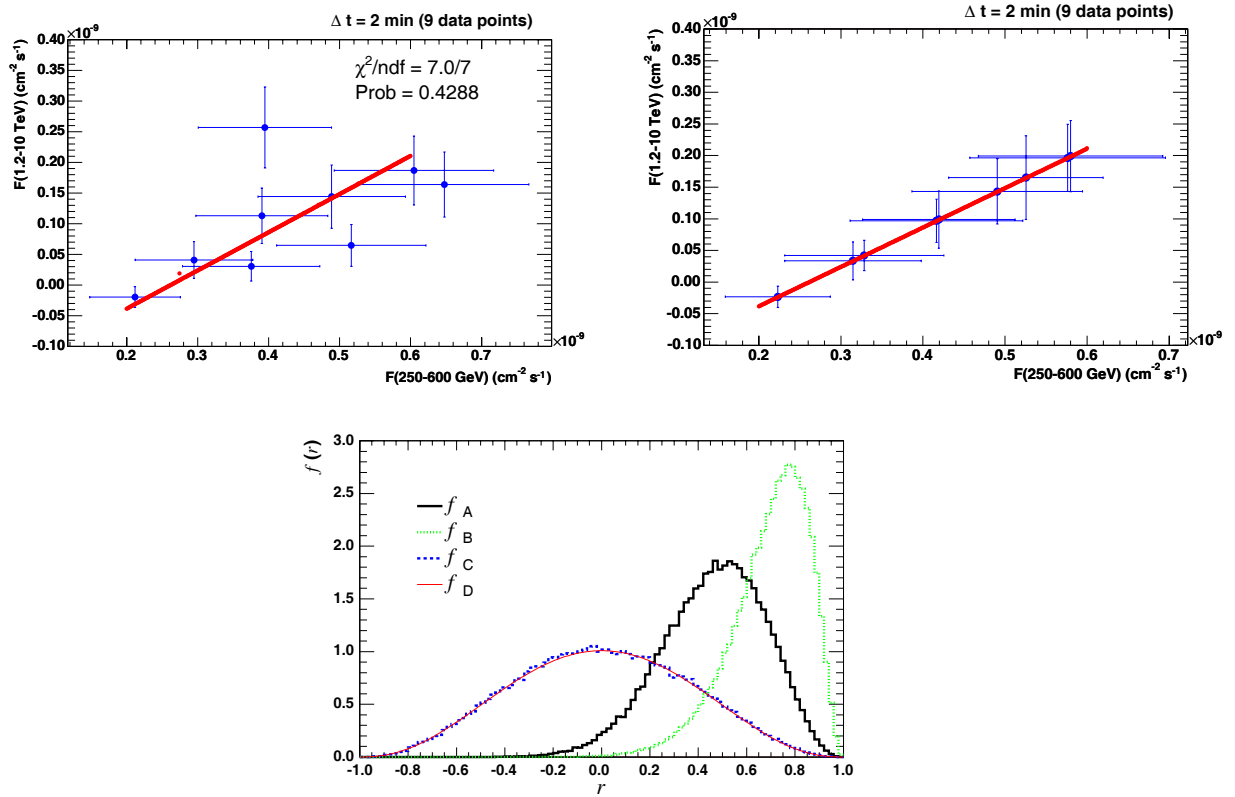 Δ t = 2 min (9 data points)
×10⁻⁹
0.40
0.35
0.30
0.25
0.20
0.15
0.10
0.05
0.00
-0.05
-0.10
F(1.2-10 TeV) (cm⁻² s⁻¹)
χ²/ndf = 7.0/7
Prob = 0.4288
0.2 0.3 0.4 0.5 0.6 0.7
×10⁻⁹
F(250-600 GeV) (cm⁻² s⁻¹)
Δ t = 2 min (9 data points)
×10⁻⁹
0.40
0.35
0.30
0.25
0.20
0.15
0.10
0.05
0.00
-0.05
-0.10
F(1.2-10 TeV) (cm⁻² s⁻¹)
0.2 0.3 0.4 0.5 0.6 0.7
×10⁻⁹
F(250-600 GeV) (cm⁻² s⁻¹)
f (r)
3.0
2.5
2.0
1.5
1.0
0.5
0.0
f A
f B
f C
f D
-1.0 -0.8 -0.6 -0.4 -0.2 0.0 0.2 0.4 0.6 0.8 1.0
r